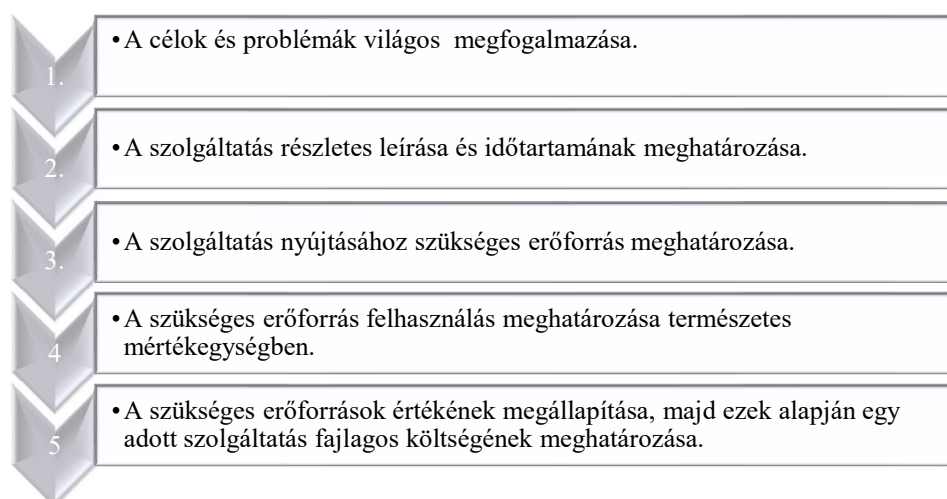 1.
•A célok és problémák világos  megfogalmazása.
2.
•A szolgáltatás részletes leírása és időtartamának meghatározása.
3.
•A szolgáltatás nyújtásához szükséges erőforrás meghatározása.
4
•A szükséges erőforrás felhasználás meghatározása természetes
mértékegységben.
5
•A szükséges erőforrások értékének megállapítása, majd ezek alapján egy
adott szolgáltatás fajlagos költségének meghatározása.